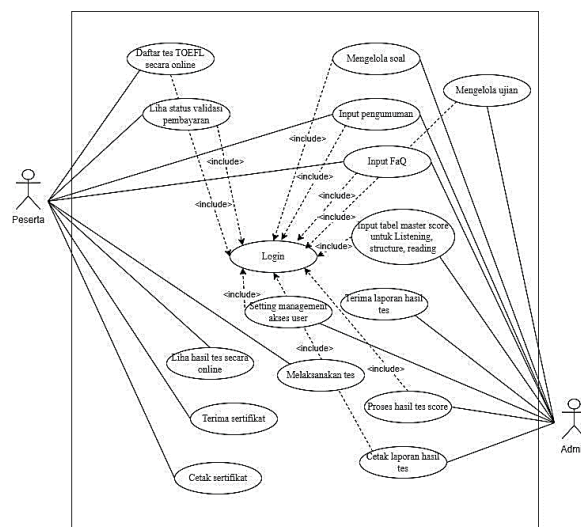 Daftar tes TOEFL
secara online
Mengelola soal
Mengelola ujian
Liha status validasi
pembayaran
Input pengumuman
<include>
<include>
<include>
Input FaQ
Peserta
<include>
<include>
<include>
Input tabel master score
untuk Listening,
structure, reading
<include>
Login
<include>
Setting management
akses user
Terima laporan hasil
tes
<include>
Liha hasil tes secara
online
Melaksanakan tes
<include>
Terima sertifikat
Proses hasil tes score
Admi
Cetak laporan hasil
tes
Cetak sertifikat